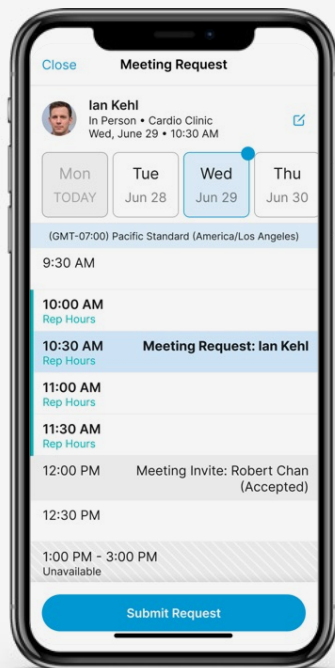 Close
Meeting Request
Ian Kehl
In Person • Cardio Clinic
Wed, June 29 • 10:30 AM
Mon
TODAY
Tue
Jun 28
Wed
Jun 29
Thu
Jun 30
(GMT-07:00) Pacific Standard (America/Los Angeles)
9:30 AM
10:00 AM
Rep Hours
10:30 AM
Meeting Request: Ian Kehl
Rep Hours
11:00 AM
Rep Hours
11:30 AM
Rep Hours
12:00 PM
Meeting Invite: Robert Chan
(Accepted)
12:30 PM
1:00 PM - 3:00 PM
Unavailable
Submit Request